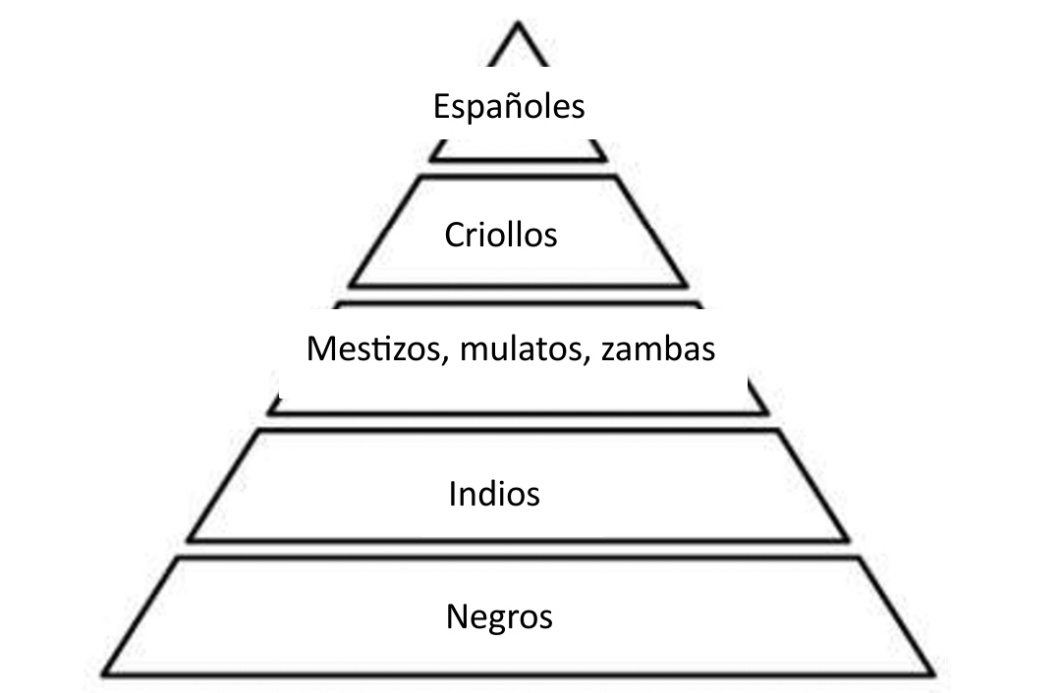 Españoles
Criollos
Mestizos, mulatos, zambas
Indios
Negros